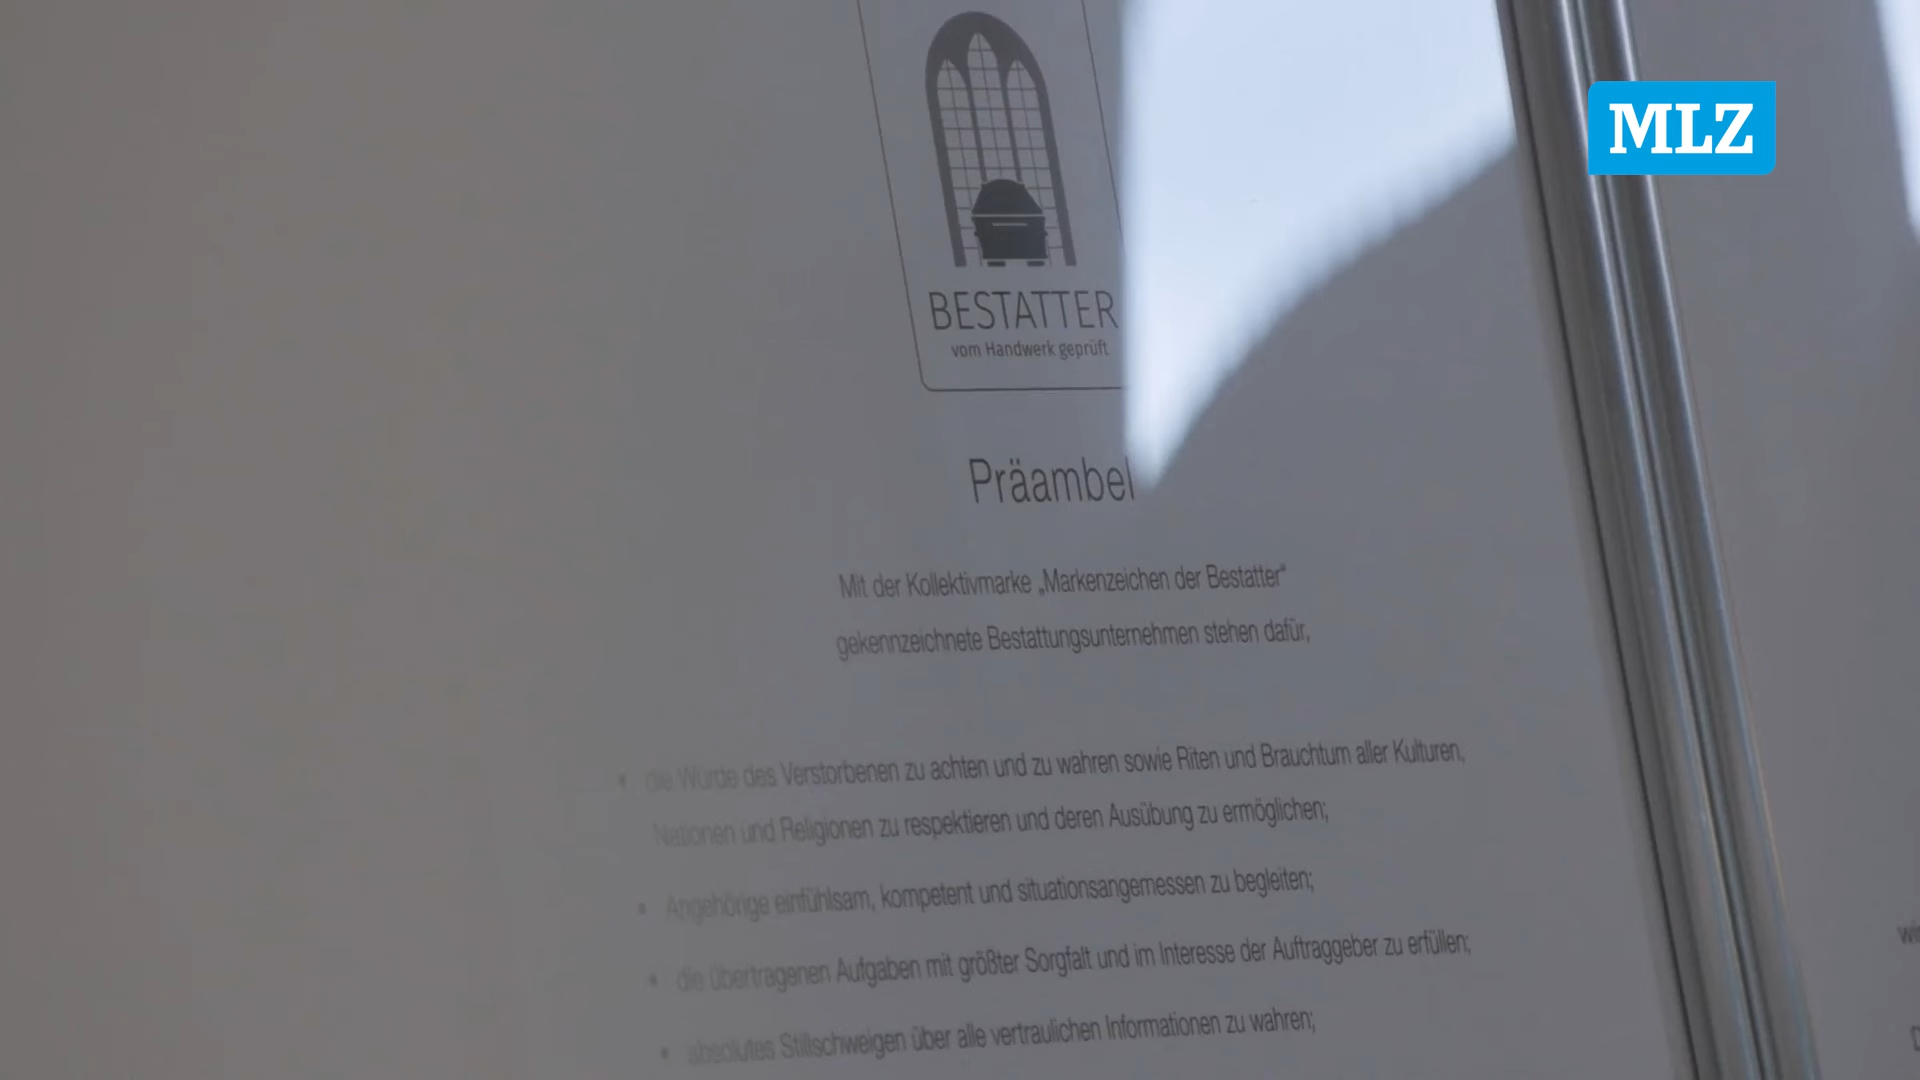 MLZ
BESTATTER
vom Handwerk geprüft
Präambel
Mit der Kollektivmarke „Markenzeichen der Bestatter“
gekennzeichnete Bestattungsunternehmen stehen dafür,
• die Würde des Verstorbenen zu achten und zu wahren sowie Riten und Brauchtum aller Kulturen,
Nationen und Religionen zu respektieren und deren Ausübung zu ermöglichen;
• Angehörige einfühlsam, kompetent und situationsangemessen zu begleiten;
• die übertragenen Aufgaben mit größter Sorgfalt und im Interesse der Auftraggeber zu erfüllen;
• absolutes Stillschweigen über alle vertraulichen Informationen zu wahren;